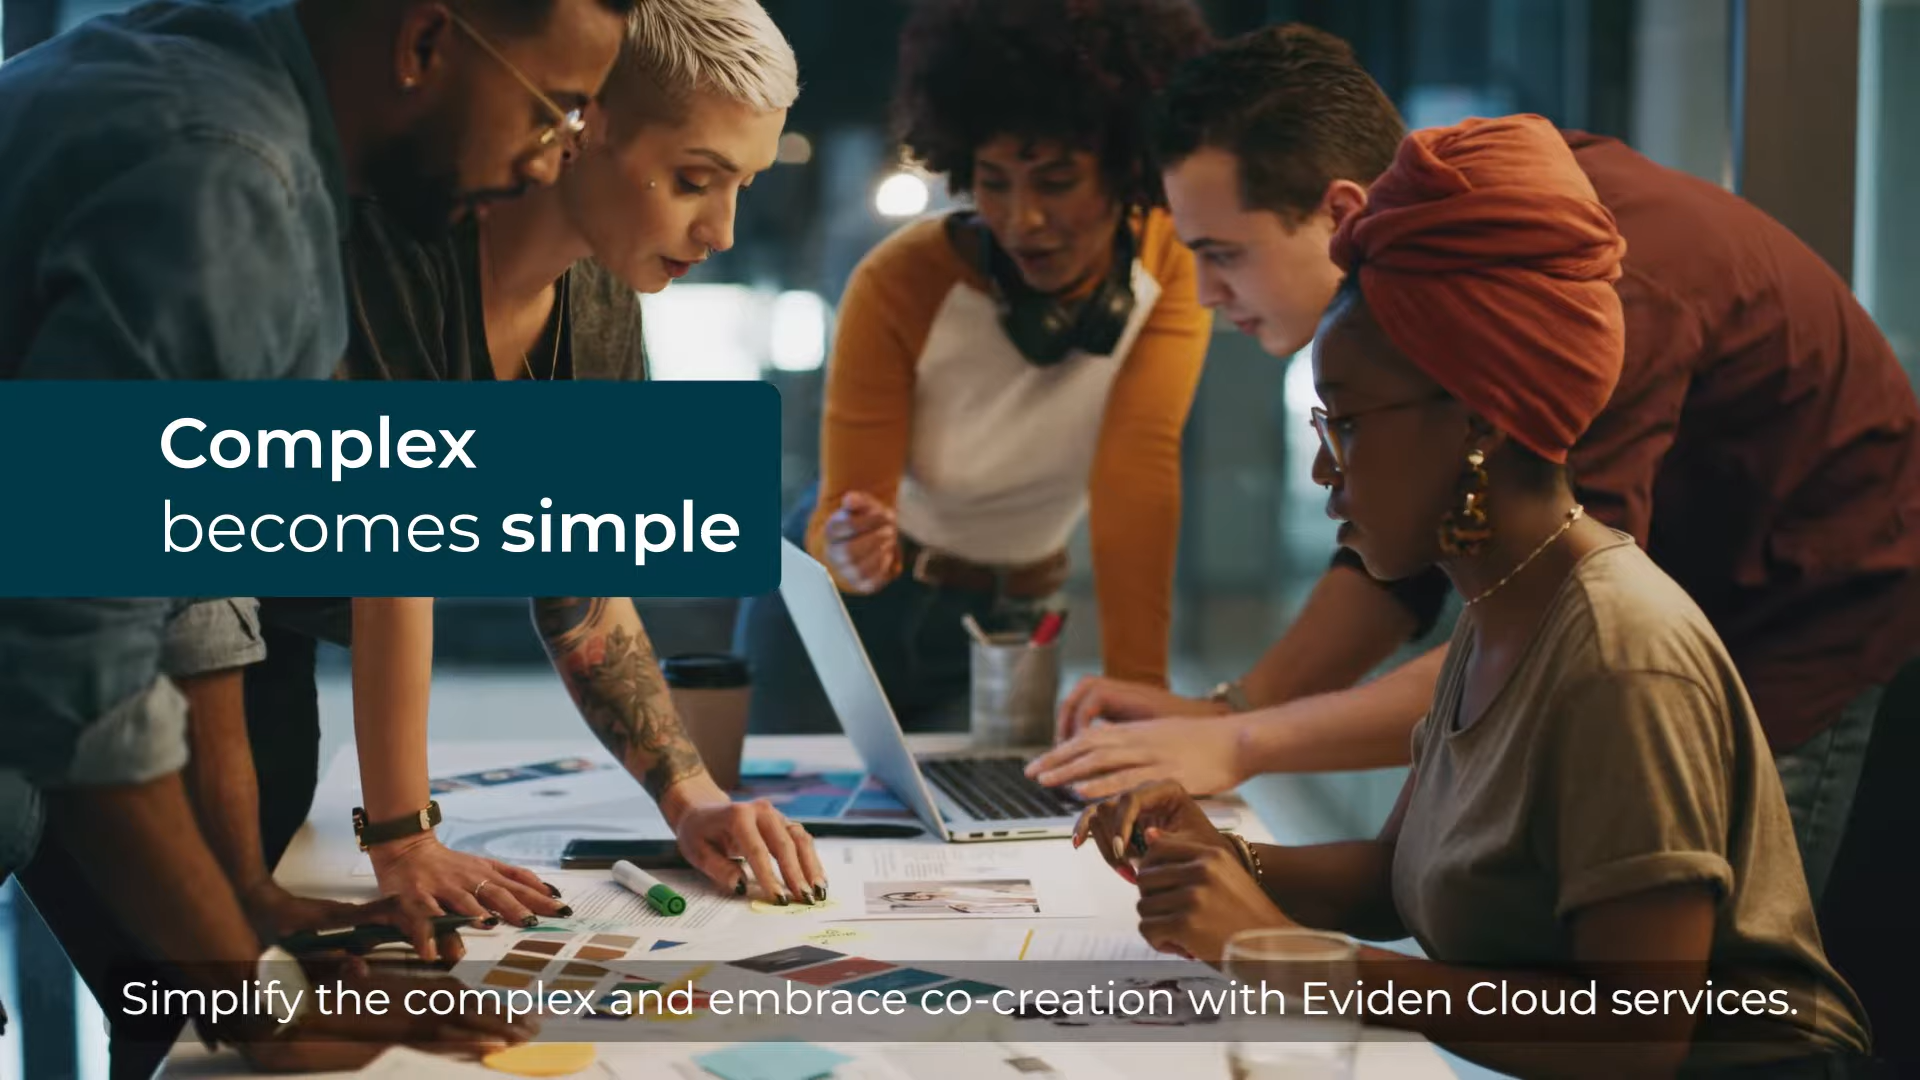 Complex
becomes simple
Simplify the complex and embrace co-creation with Eviden Cloud services.